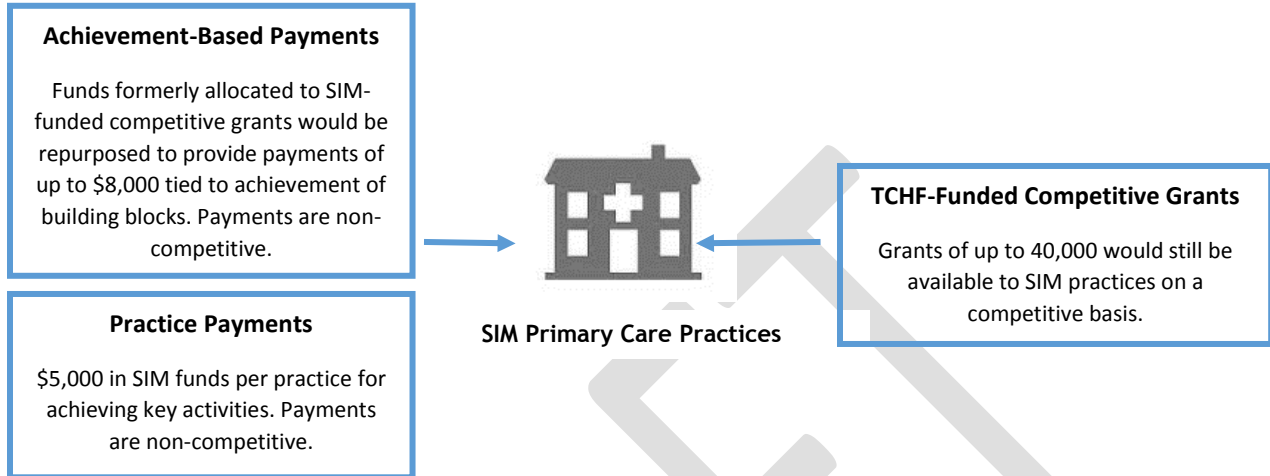 Achievement-Based Payments
Funds formerly allocated to SIM-
funded competitive grants would be
repurposed to provide payments of
up to $8,000 tied to achievement of
building blocks. Payments are non-
competitive.
Practice Payments
$5,000 in SIM funds per practice for
achieving key activities. Payments
are non-competitive.
SIM Primary Care Practices
TCHF-Funded Competitive Grants
Grants of up to 40,000 would still be
available to SIM practices on a
competitive basis.